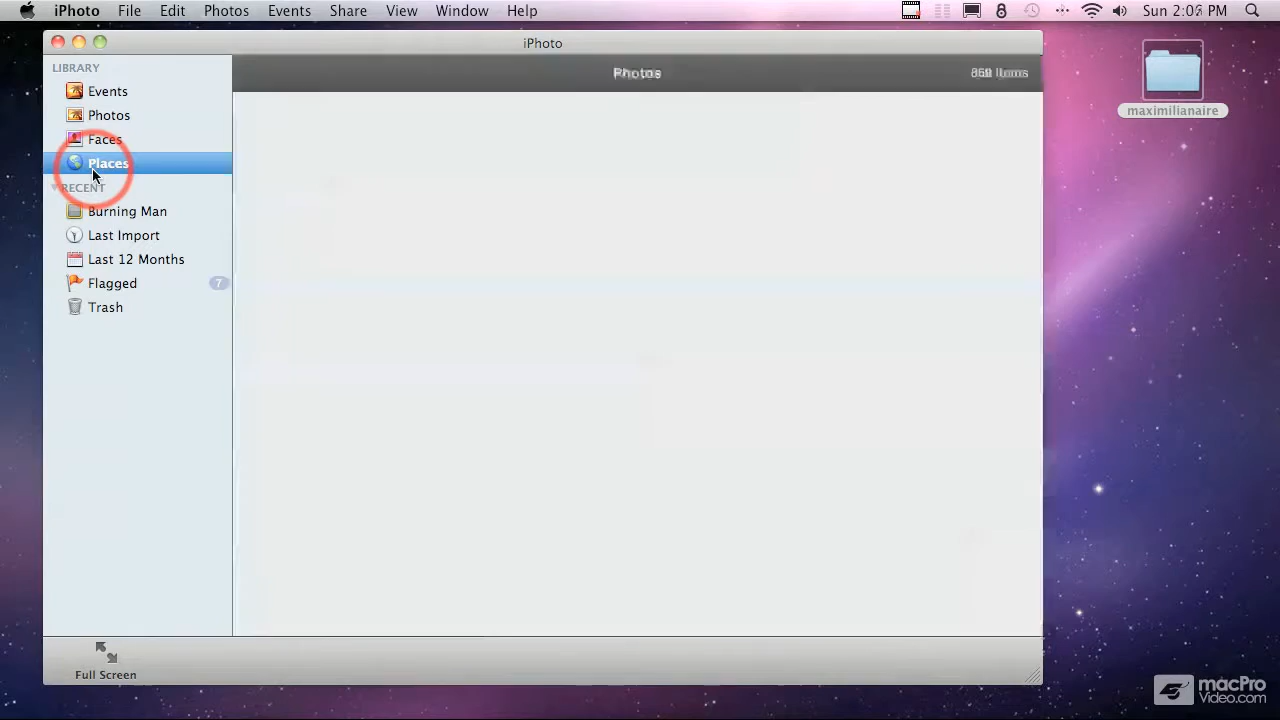 iPhoto File Edit Photos Events Share View Window Help Sun 2:06 PM
iPhoto
LIBRARY
Photos
Events
Photos
Faces
Places
RECENT
Burning Man
Last Import
Last 12 Months
Flagged 7
Trash
Full Screen
maximilianaire
macPro
Video.com